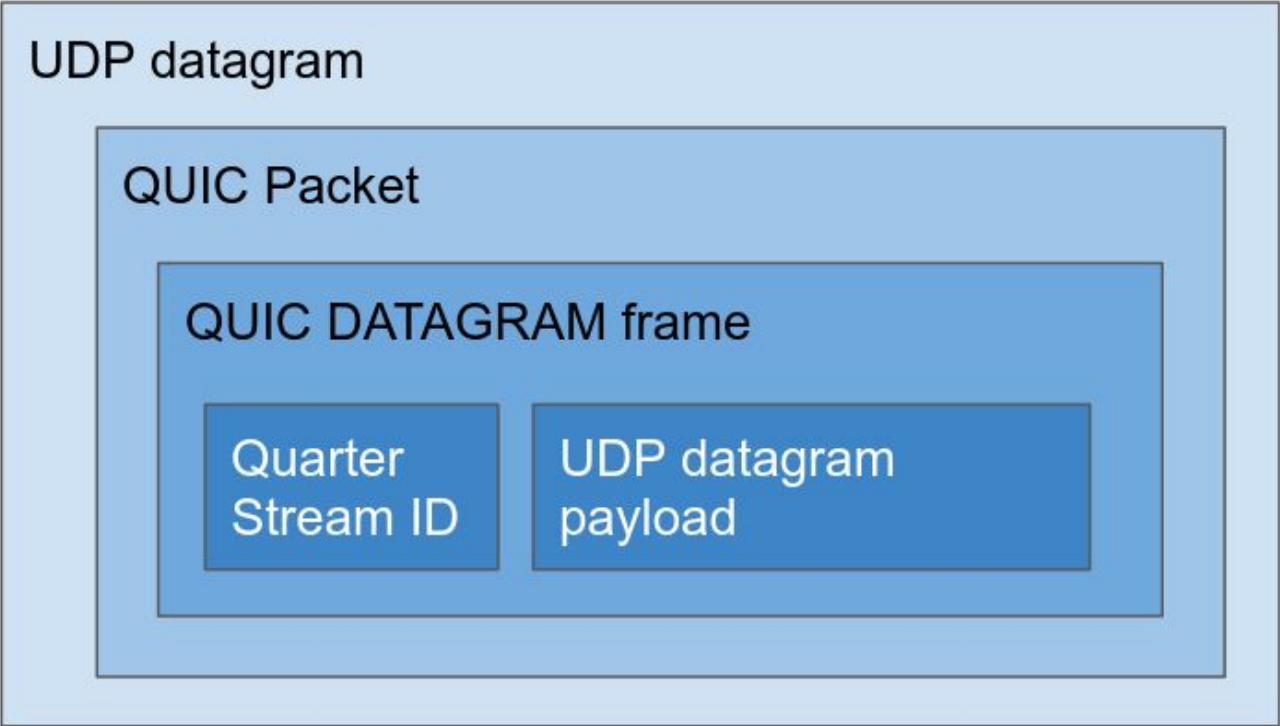 UDP datagram
QUIC Packet
QUIC DATAGRAM frame
Quarter
Stream ID
UDP datagram
payload